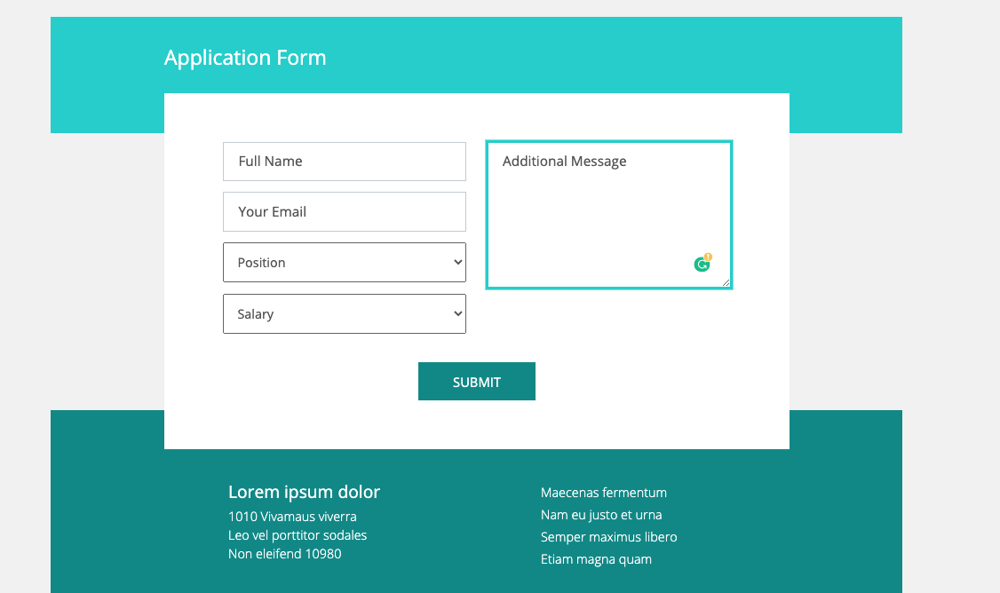 Application Form
Full Name
Your Email
Position
Salary
Additional Message
SUBMIT
Lorem ipsum dolor
1010 Vivamaus viverra
Leo vel porttitor sodales
Non eleifend 10980
Maecenas fermentum
Nam eu justo et urna
Semper maximus libero
Etiam magna quam